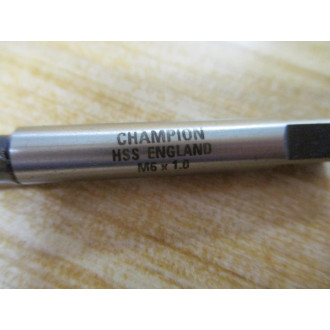 CHAMPION
HSS ENGLAND
M6 x 1.0